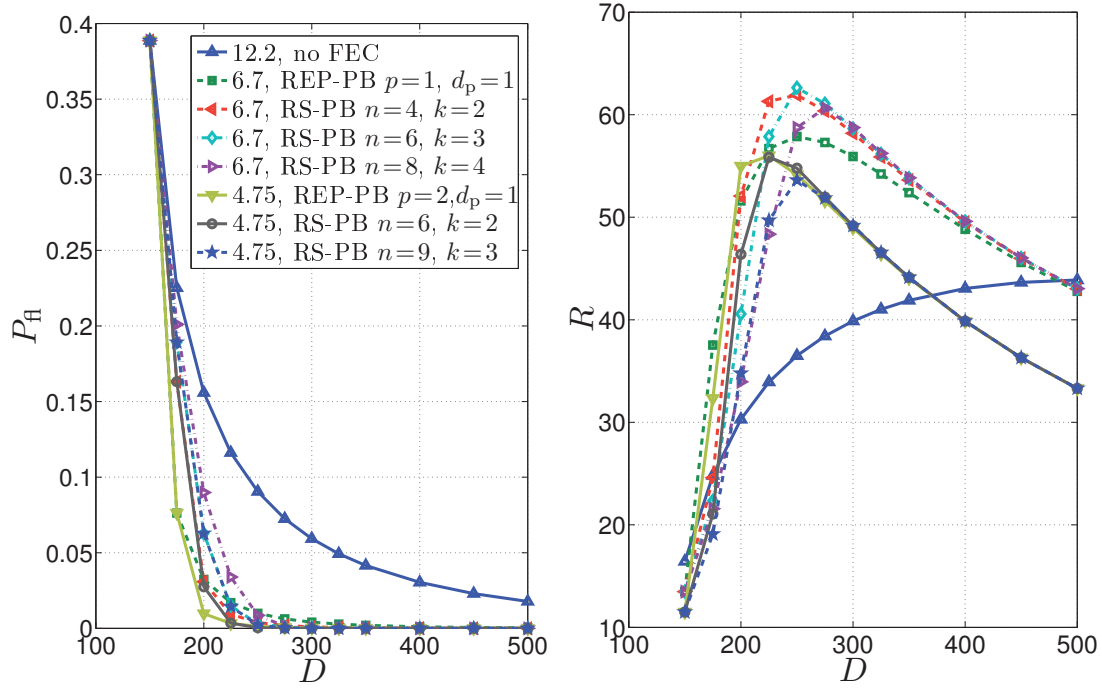 0.4
0.35
0.3
0.25
0.2
0.15
0.1
0.05
0
P_fl
100
200
300
400
500
D
12.2, no FEC
6.7, REP-PB p=1, d_p=1
6.7, RS-PB n=4, k=2
6.7, RS-PB n=6, k=3
6.7, RS-PB n=8, k=4
4.75, REP-PB p=2,d_p=1
4.75, RS-PB n=6, k=2
4.75, RS-PB n=9, k=3
70
60
50
40
30
20
10
R
100
200
300
400
500
D